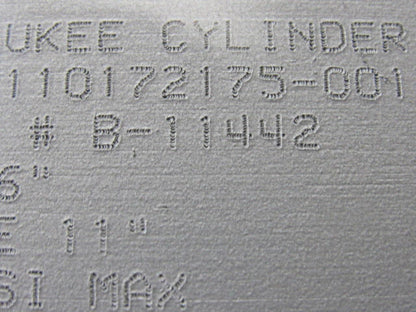 UKEE CYLINDER
110172175-001
# B-11442
6"
E 11"
SI MAX